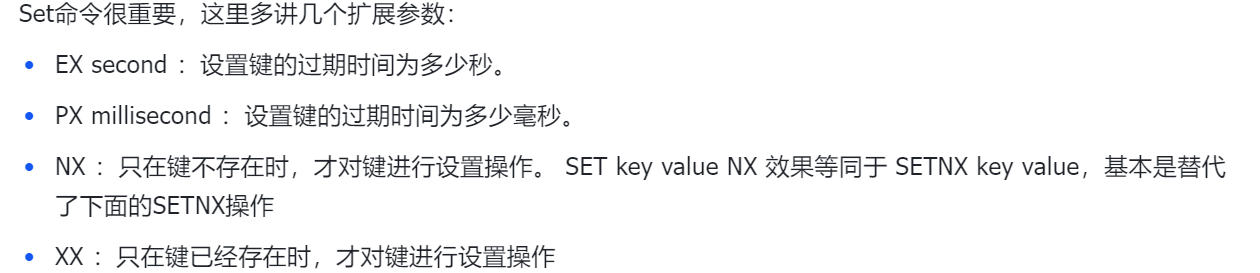 Set命令很重要，这里多讲几个扩展参数：
EX second ：设置键的过期时间为多少秒。
PX millisecond ：设置键的过期时间为多少毫秒。
NX ：只在键不存在时，才对键进行设置操作。 SET key value NX 效果等同于 SETNX key value，基本是替代
了下面的SETNX操作
XX ：只在键已经存在时，才对键进行设置操作